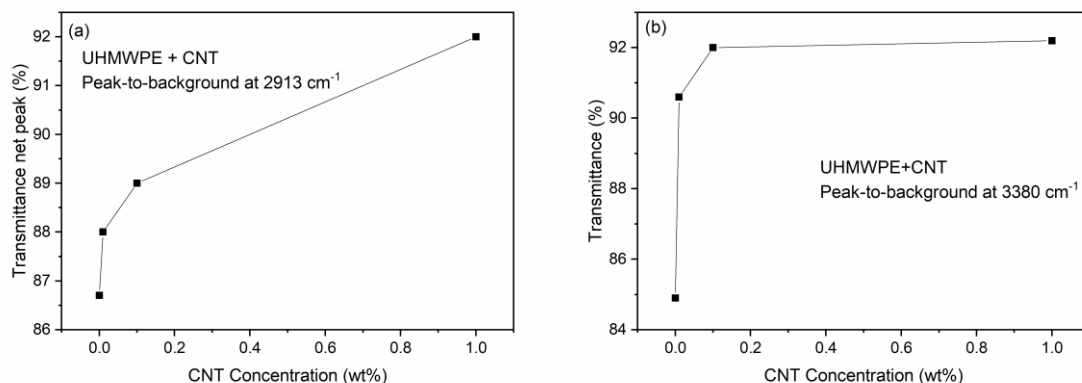 (a)
UHMWPE + CNT
Peak-to-background at 2913 cm⁻¹
Transmittance net peak (%)
92
91
90
89
88
87
86
0.0 0.2 0.4 0.6 0.8 1.0
CNT Concentration (wt%)
(b)
UHMWPE+CNT
Peak-to-background at 3380 cm⁻¹
Transmittance (%)
92
90
88
86
84
0.0 0.2 0.4 0.6 0.8 1.0
CNT Concentration (wt%)